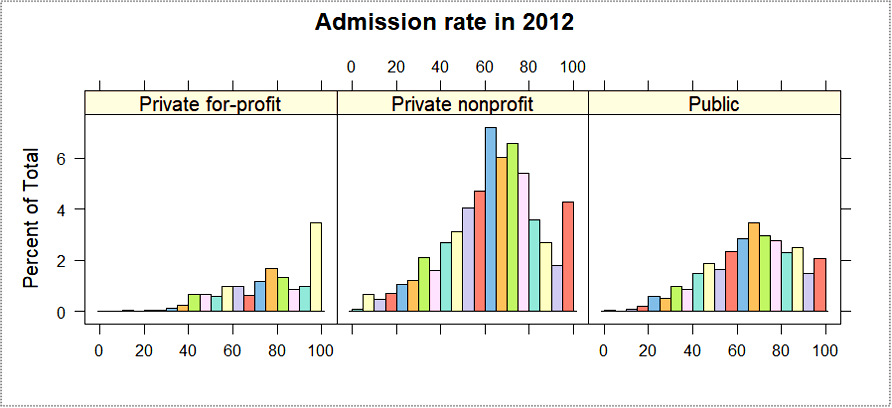 Admission rate in 2012
0 20 40 60 80 100
Private for-profit Private nonprofit Public
Percent of Total
6
4
2
0
0 20 40 60 80 100 0 20 40 60 80 100